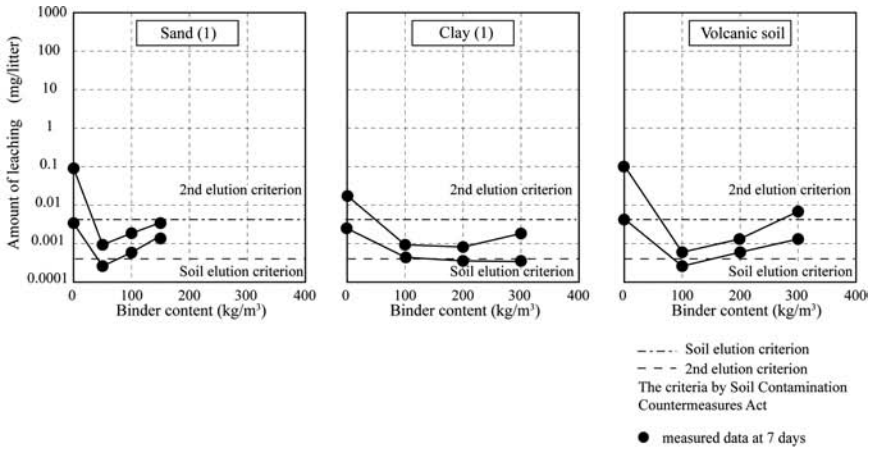 Amount of leaching (mg/litter)
Sand (1)
1000
100
10
1
0.1
0.01
0.001
0.0001
2nd elution criterion
Soil elution criterion
0 100 200 300 400
Binder content (kg/m³)
Clay (1)
2nd elution criterion
Soil elution criterion
0 100 200 300 400
Binder content (kg/m³)
Volcanic soil
2nd elution criterion
Soil elution criterion
0 100 200 300 400
Binder content (kg/m³)
Soil elution criterion
2nd elution criterion
The criteria by Soil Contamination
Countermeasures Act
measured data at 7 days